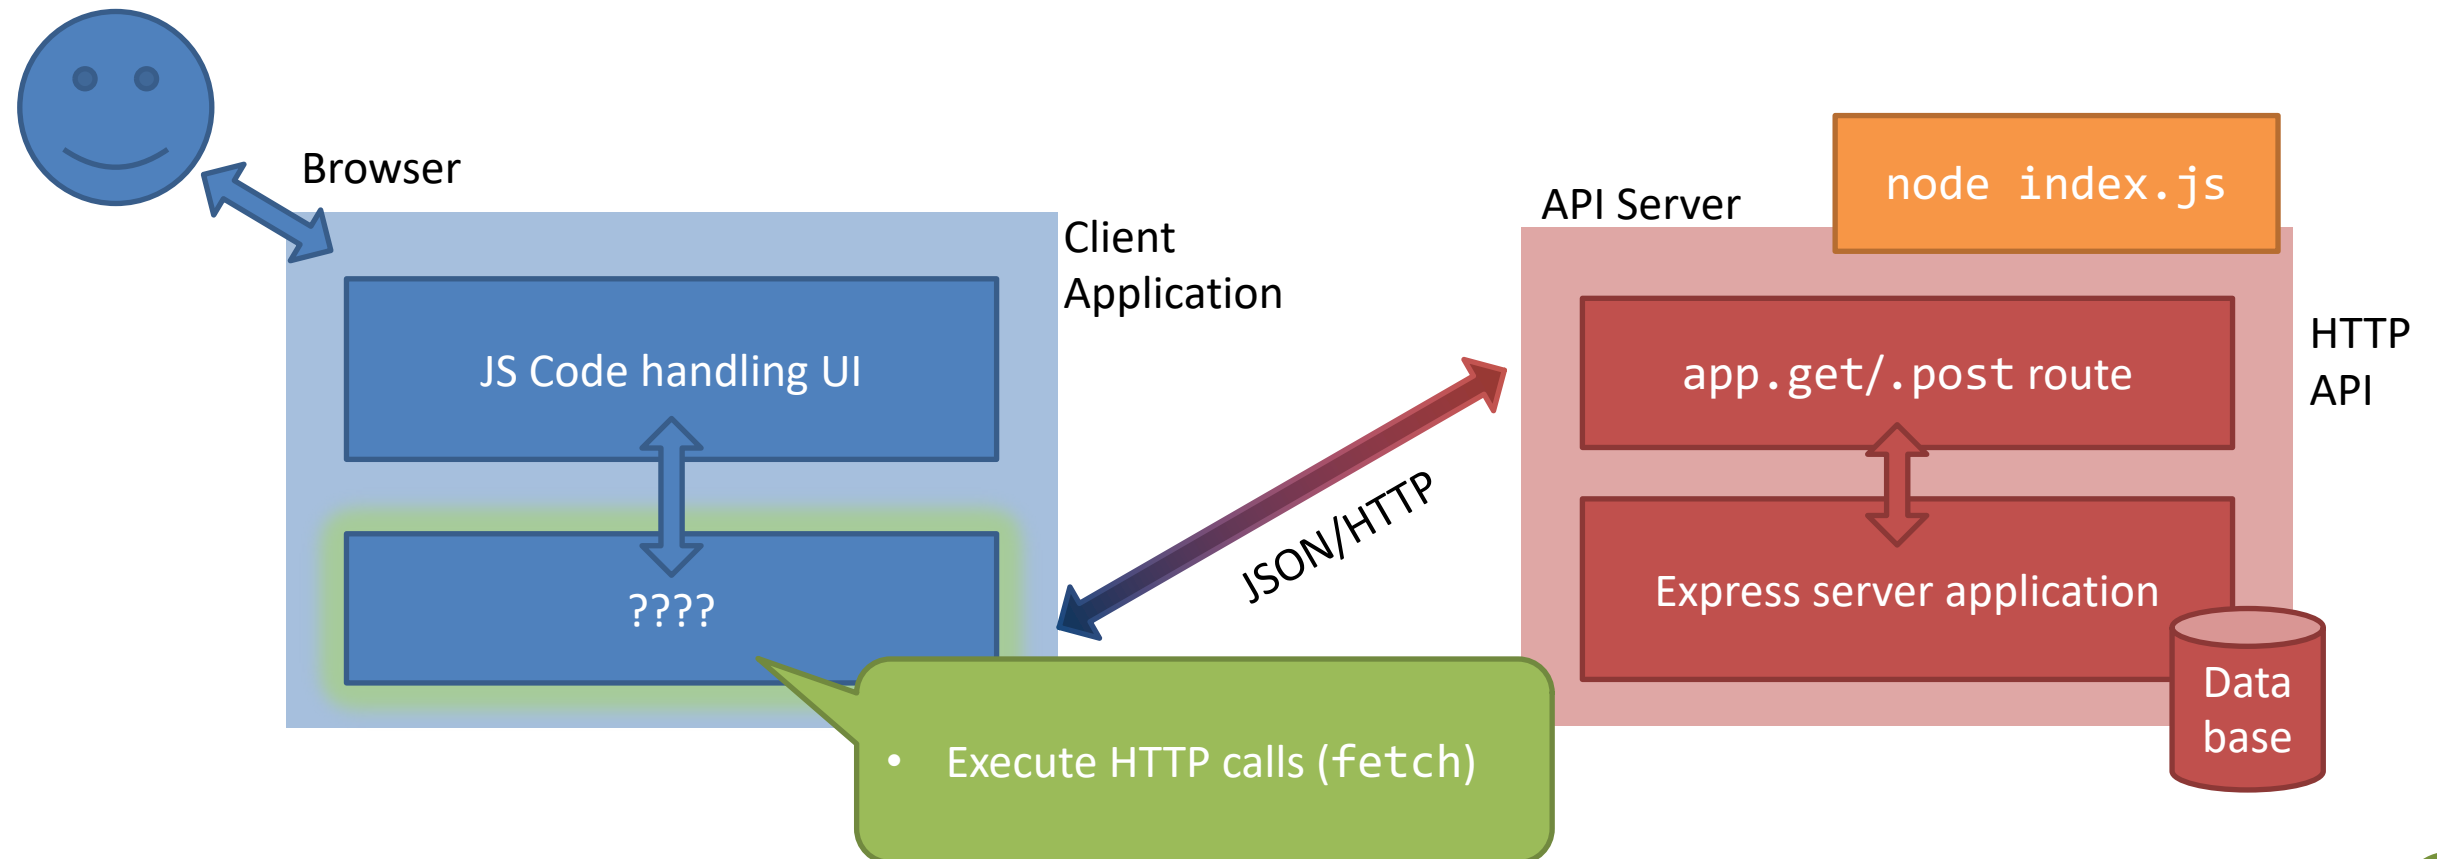 Browser
Client
Application
JS Code handling UI
????
• Execute HTTP calls (fetch)
JSON/HTTP
API Server
node index.js
app.get/.post route
HTTP
API
Express server application
Data
base